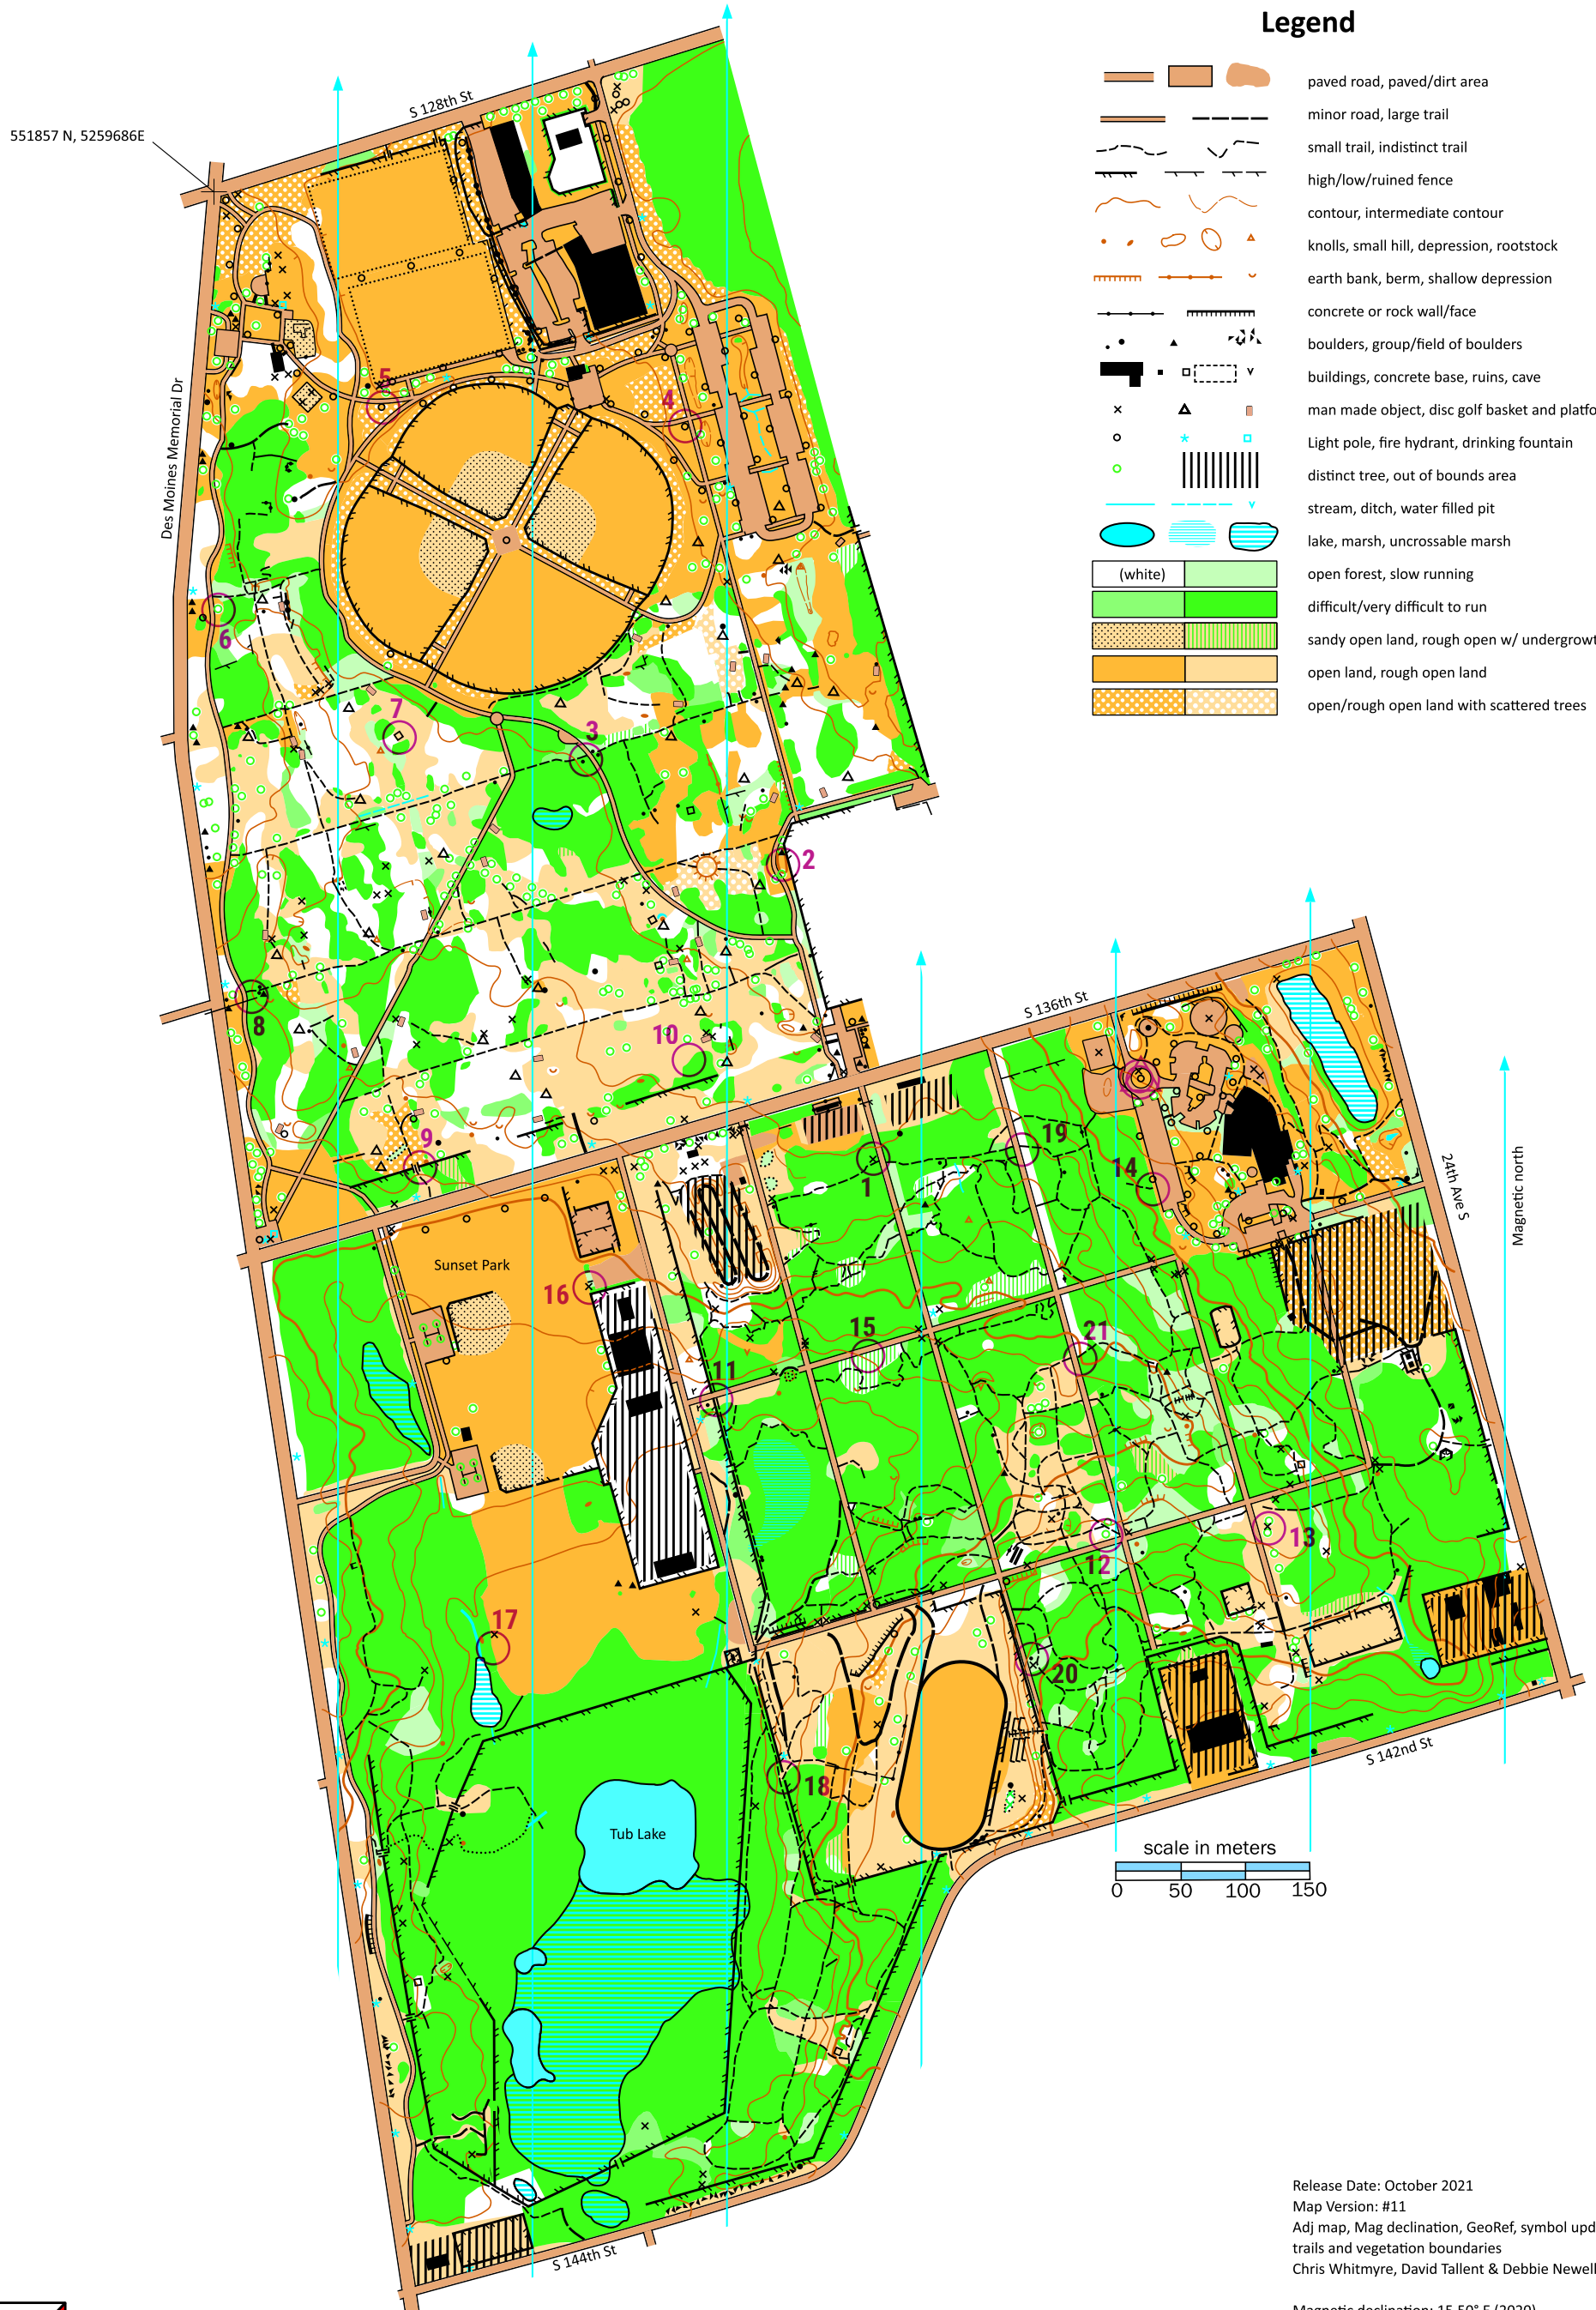 Legend
paved road, paved/dirt area
minor road, large trail
small trail, indistinct trail
high/low/ruined fence
contour, intermediate contour
knolls, small hill, depression, rootstock
earth bank, berm, shallow depression
concrete or rock wall/face
boulders, group/field of boulders
buildings, concrete base, ruins, cave
man made object, disc golf basket and platfo
Light pole, fire hydrant, drinking fountain
distinct tree, out of bounds area
stream, ditch, water filled pit
lake, marsh, uncrossable marsh
(white)
open forest, slow running
difficult/very difficult to run
sandy open land, rough open w/ undergrowt
open land, rough open land
open/rough open land with scattered trees
S 128th St
551857 N, 5259686E
Des Moines Memorial Dr
5
4
6
7
3
2
8
10
9
S 136th St
19
14
1
24th Ave S
Magnetic north
Sunset Park
16
15
21
11
12
13
17
20
18
S 142nd St
Tub Lake
scale in meters
0 50 100 150
S 144th St
Release Date: October 2021
Map Version: #11
Adj map, Mag declination, GeoRef, symbol upd
trails and vegetation boundaries
Chris Whitmyre, David Tallent & Debbie Newell
Magnetic declination: 15.50° E (2020)